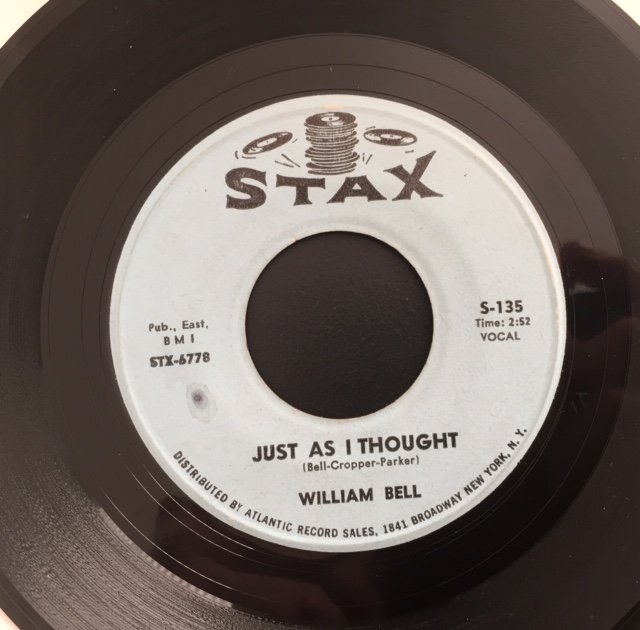 STAX
Pub., East,
B M I
STX-6778
S-135
Time: 2:52
VOCAL
JUST AS I THOUGHT
(Bell-Cropper-Parker)
WILLIAM BELL
DISTRIBUTED BY ATLANTIC RECORD SALES, 1841 BROADWAY NEW YORK, N. Y.